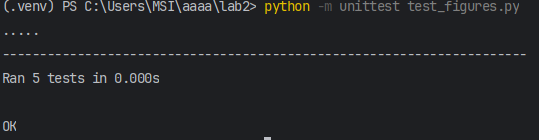 (.venv) PS C:\Users\MSI\aaaa\lab2> python -m unittest test_figures.py
.....
----------------------------------------------------------------------
Ran 5 tests in 0.000s
OK